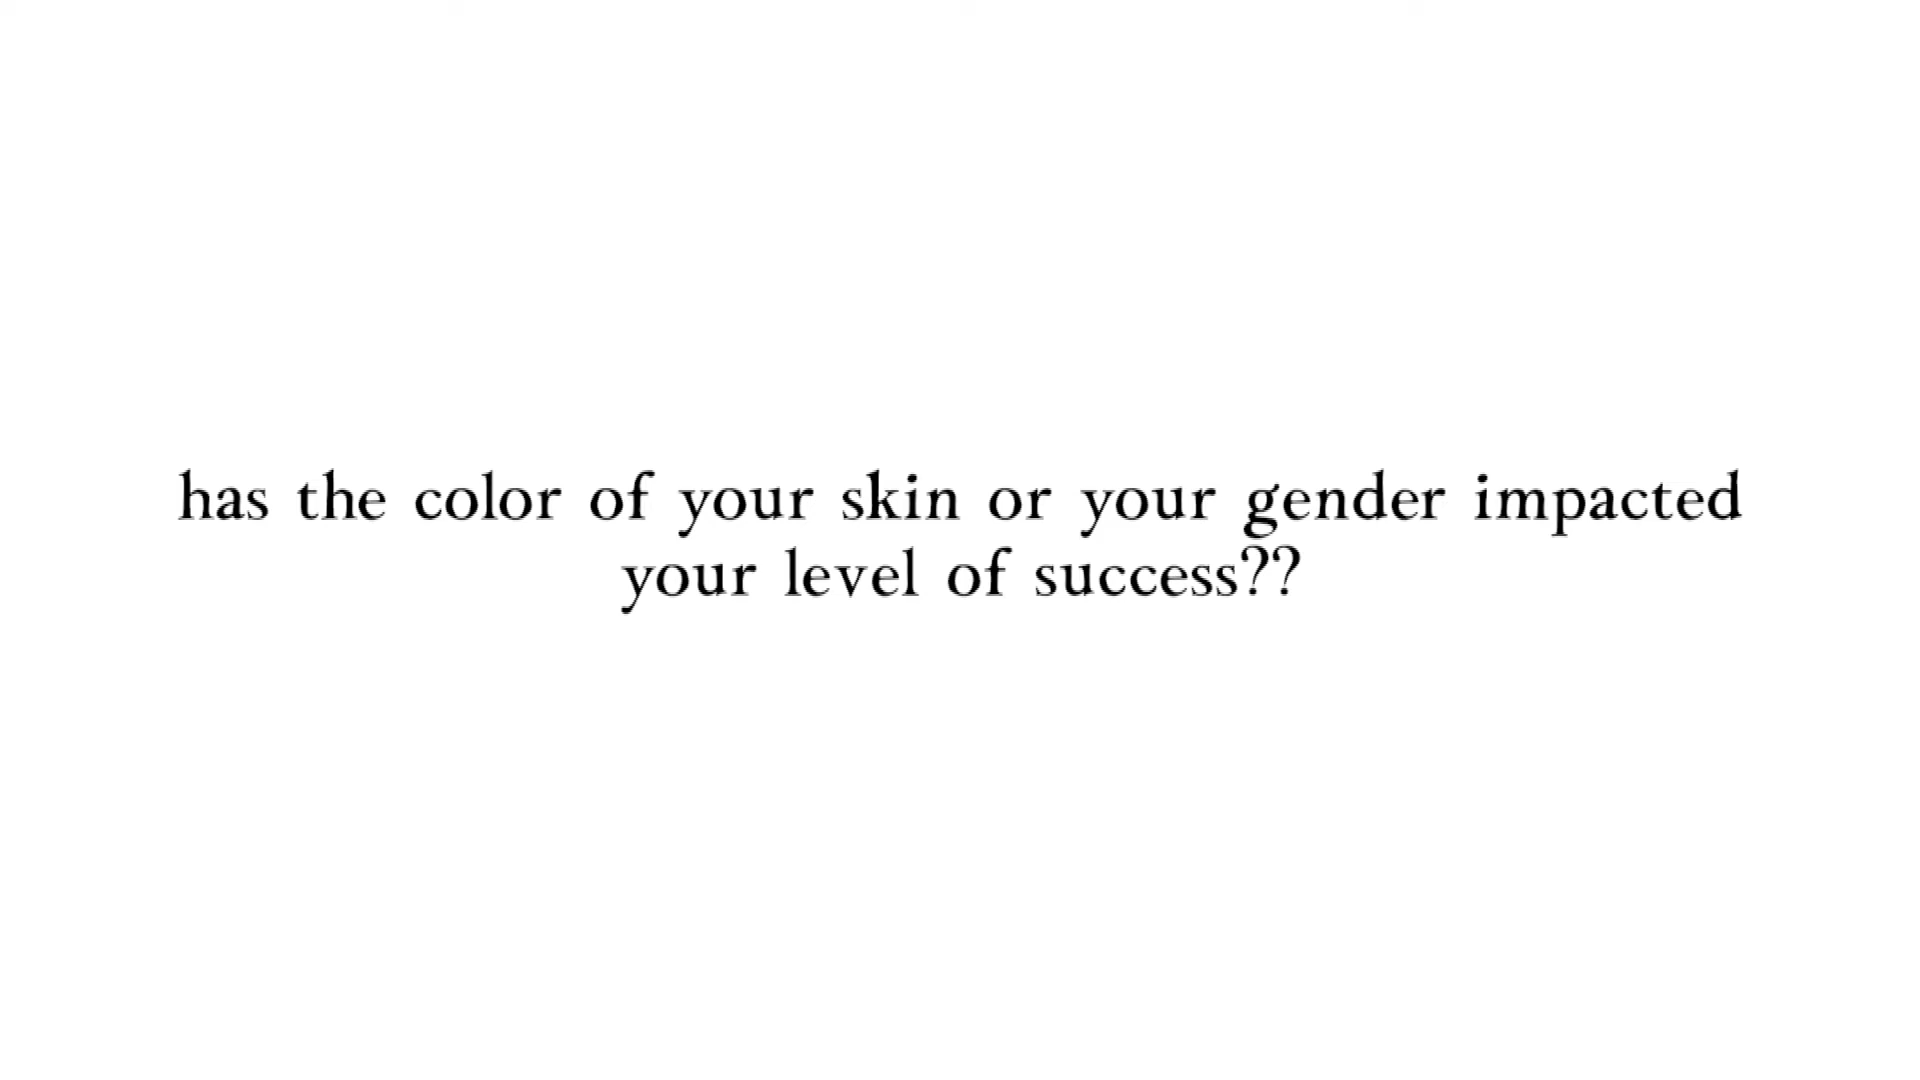 has the color of your skin or your gender impacted
your level of success??